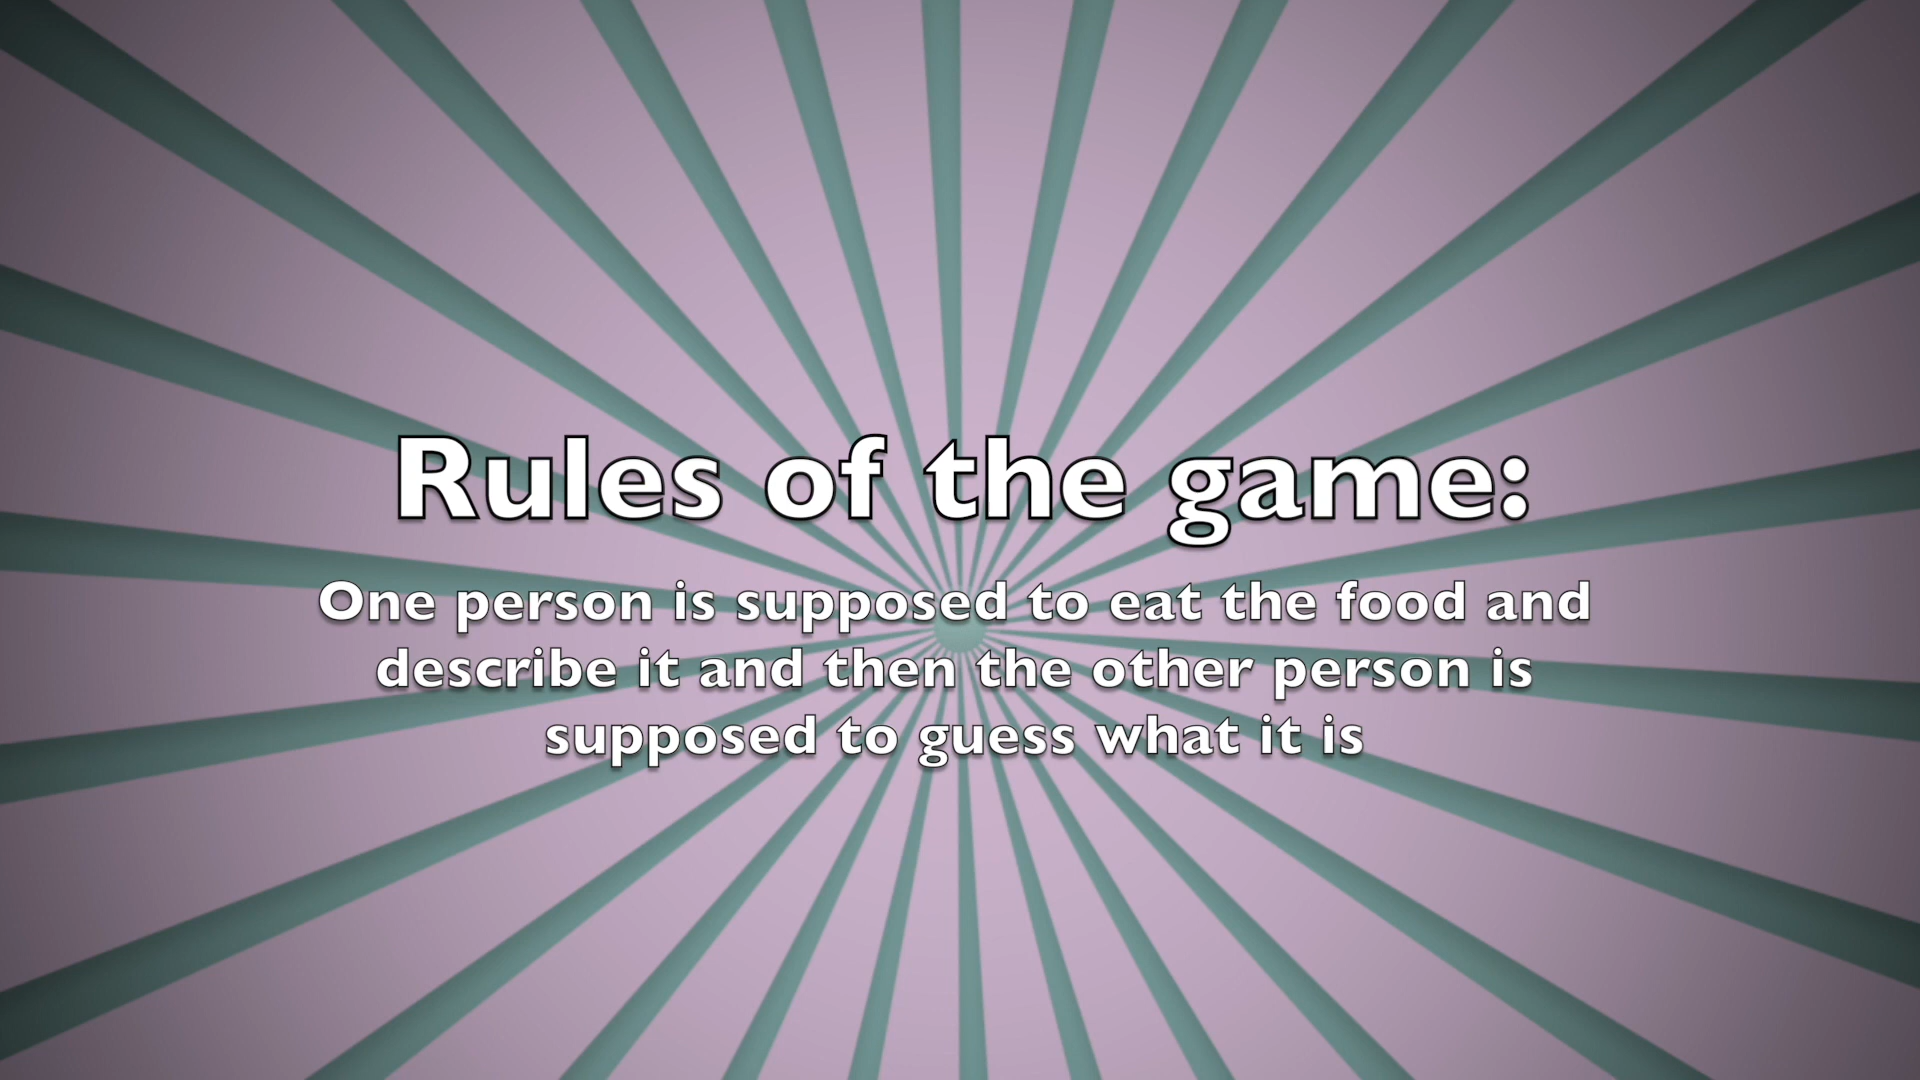 Rules of the game:
One person is supposed to eat the food and
describe it and then the other person is
supposed to guess what it is